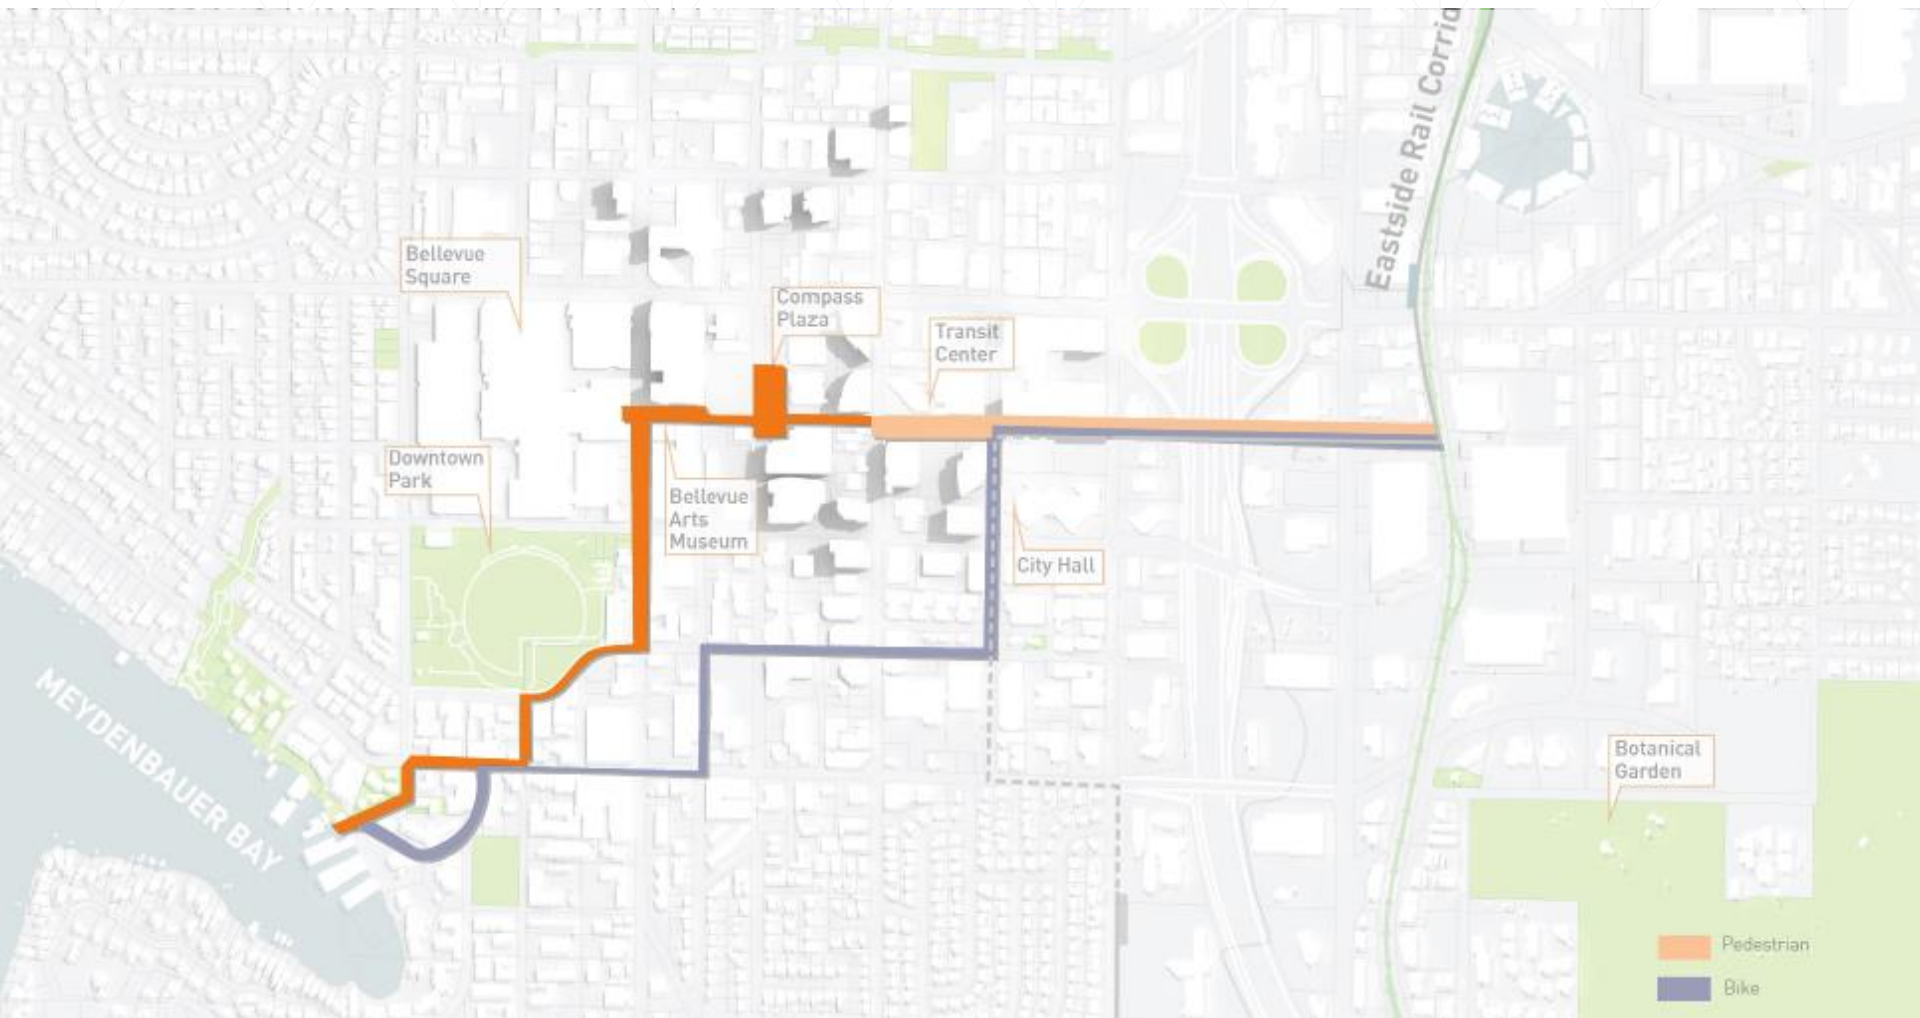 Eastside Rail Corrid
Bellevue
Square
Compass
Plaza
Transit
Center
Downtown
Park
Bellevue
Arts
Museum
City Hall
MEYDENBAUER BAY
Botanical
Garden
Pedestrian
Bike